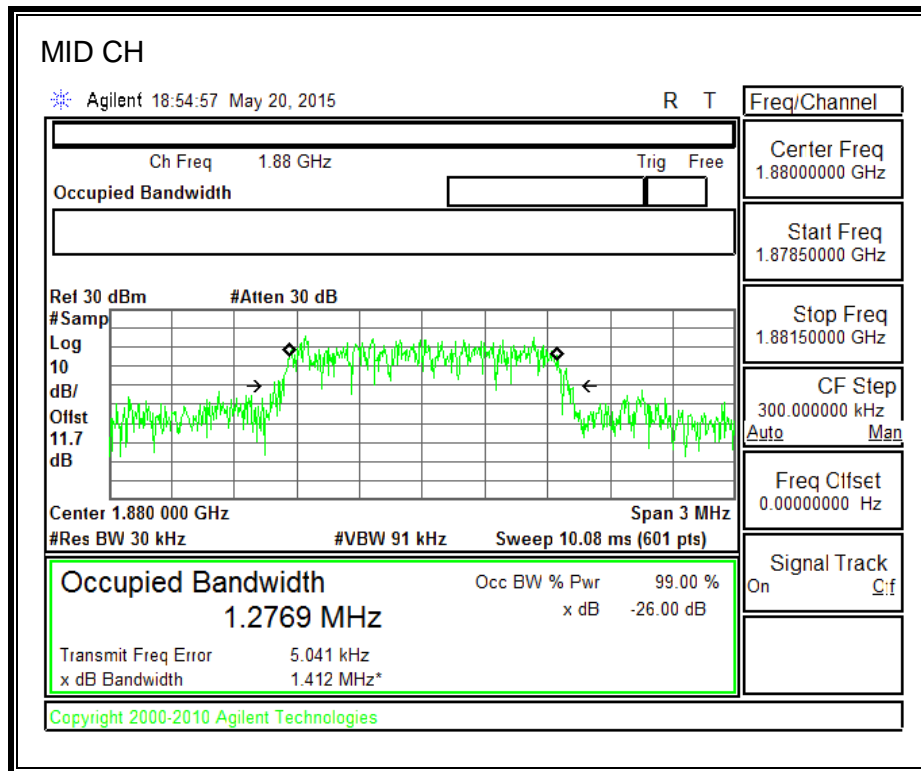 MID CH
Agilent 18:54:57 May 20, 2015 R T
Freq/Channel
Ch Freq 1.88 GHz Trig Free
Occupied Bandwidth
Center Freq
1.88000000 GHz
Start Freq
1.87850000 GHz
Stop Freq
1.88150000 GHz
CF Step
300.000000 kHz
Auto Man
Freq Offset
0.00000000 Hz
Signal Track
On Off
Ref 30 dBm #Atten 30 dB
#Samp
Log
10
dB/
Offst
11.7
dB
Center 1.880 000 GHz Span 3 MHz
#Res BW 30 kHz #VBW 91 kHz Sweep 10.08 ms (601 pts)
Occupied Bandwidth
1.2769 MHz
Occ BW % Pwr 99.00 %
x dB -26.00 dB
Transmit Freq Error 5.041 kHz
x dB Bandwidth 1.412 MHz*
Copyright 2000-2010 Agilent Technologies